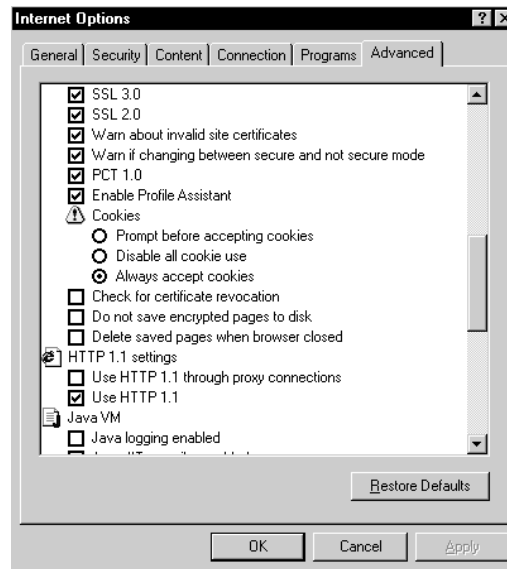 Internet Options
General Security Content Connection Programs Advanced
SSL 3.0
SSL 2.0
Warn about invalid site certificates
Warn if changing between secure and not secure mode
PCT 1.0
Enable Profile Assistant
Cookies
Prompt before accepting cookies
Disable all cookie use
Always accept cookies
Check for certificate revocation
Do not save encrypted pages to disk
Delete saved pages when browser closed
HTTP 1.1 settings
Use HTTP 1.1 through proxy connections
Use HTTP 1.1
Java VM
Java logging enabled
Restore Defaults
OK Cancel Apply